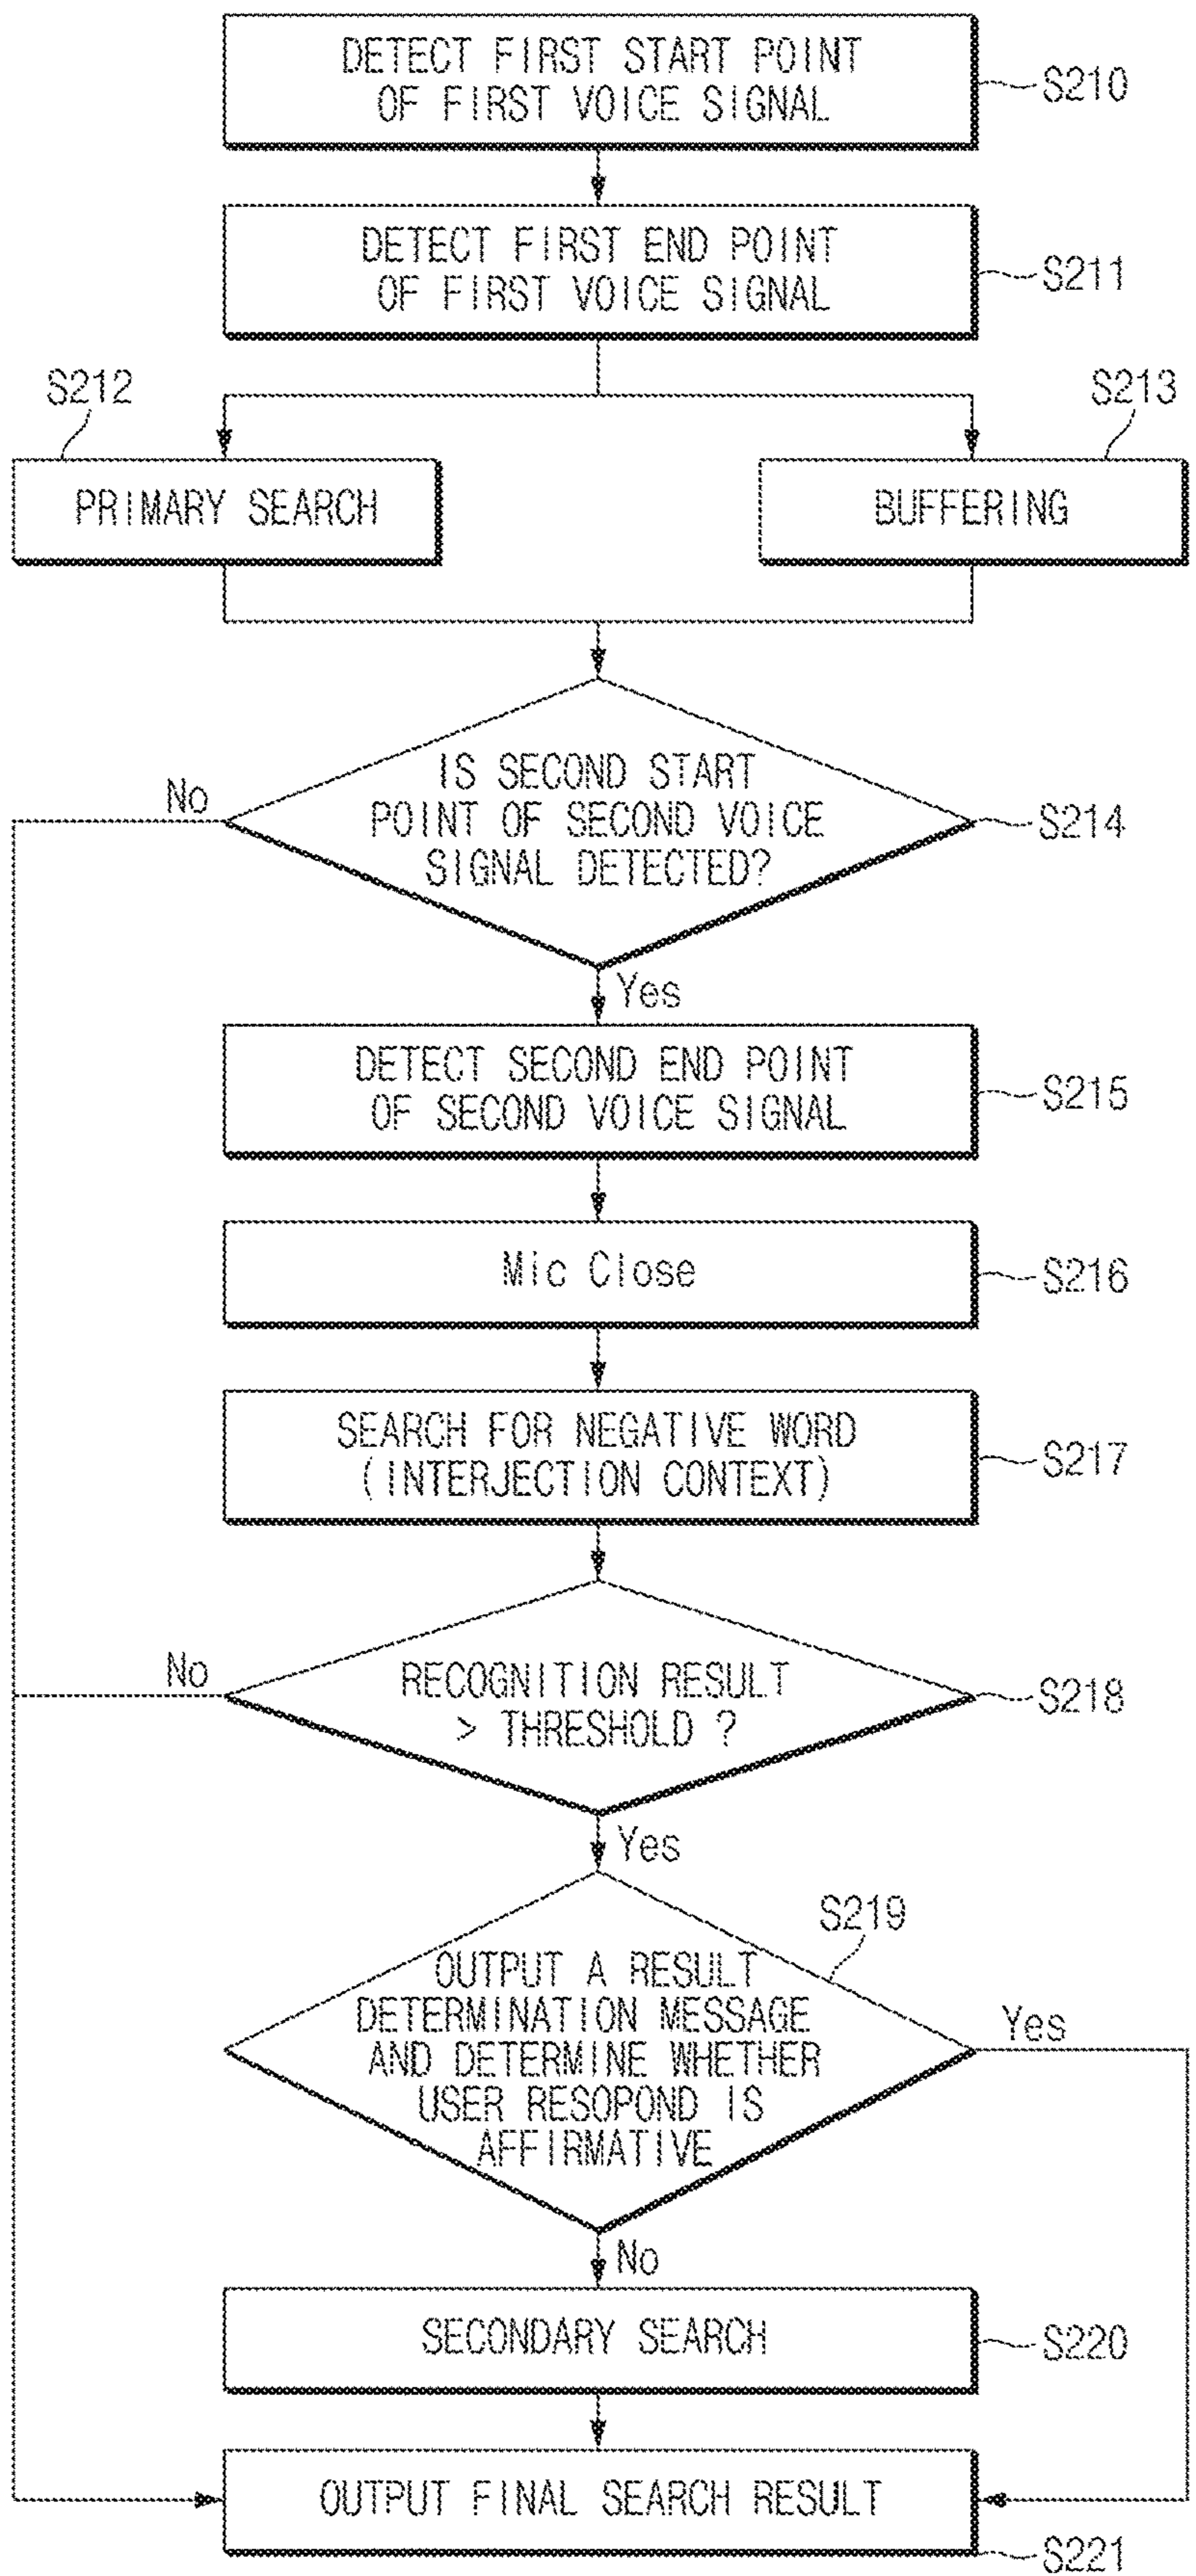 DETECT FIRST START POINT
OF FIRST VOICE SIGNAL
S210
DETECT FIRST END POINT
OF FIRST VOICE SIGNAL
S211
S212
S213
PRIMARY SEARCH
BUFFERING
IS SECOND START
POINT OF SECOND VOICE
SIGNAL DETECTED?
No
S214
Yes
DETECT SECOND END POINT
OF SECOND VOICE SIGNAL
S215
Mic Close
S216
SEARCH FOR NEGATIVE WORD
(INTERJECTION CONTEXT)
S217
No
RECOGNITION RESULT
> THRESHOLD ?
S218
Yes
S219
OUTPUT A RESULT
DETERMINATION MESSAGE
AND DETERMINE WHETHER
USER RESOPOND IS
AFFIRMATIVE
Yes
No
SECONDARY SEARCH
S220
OUTPUT FINAL SEARCH RESULT
S221